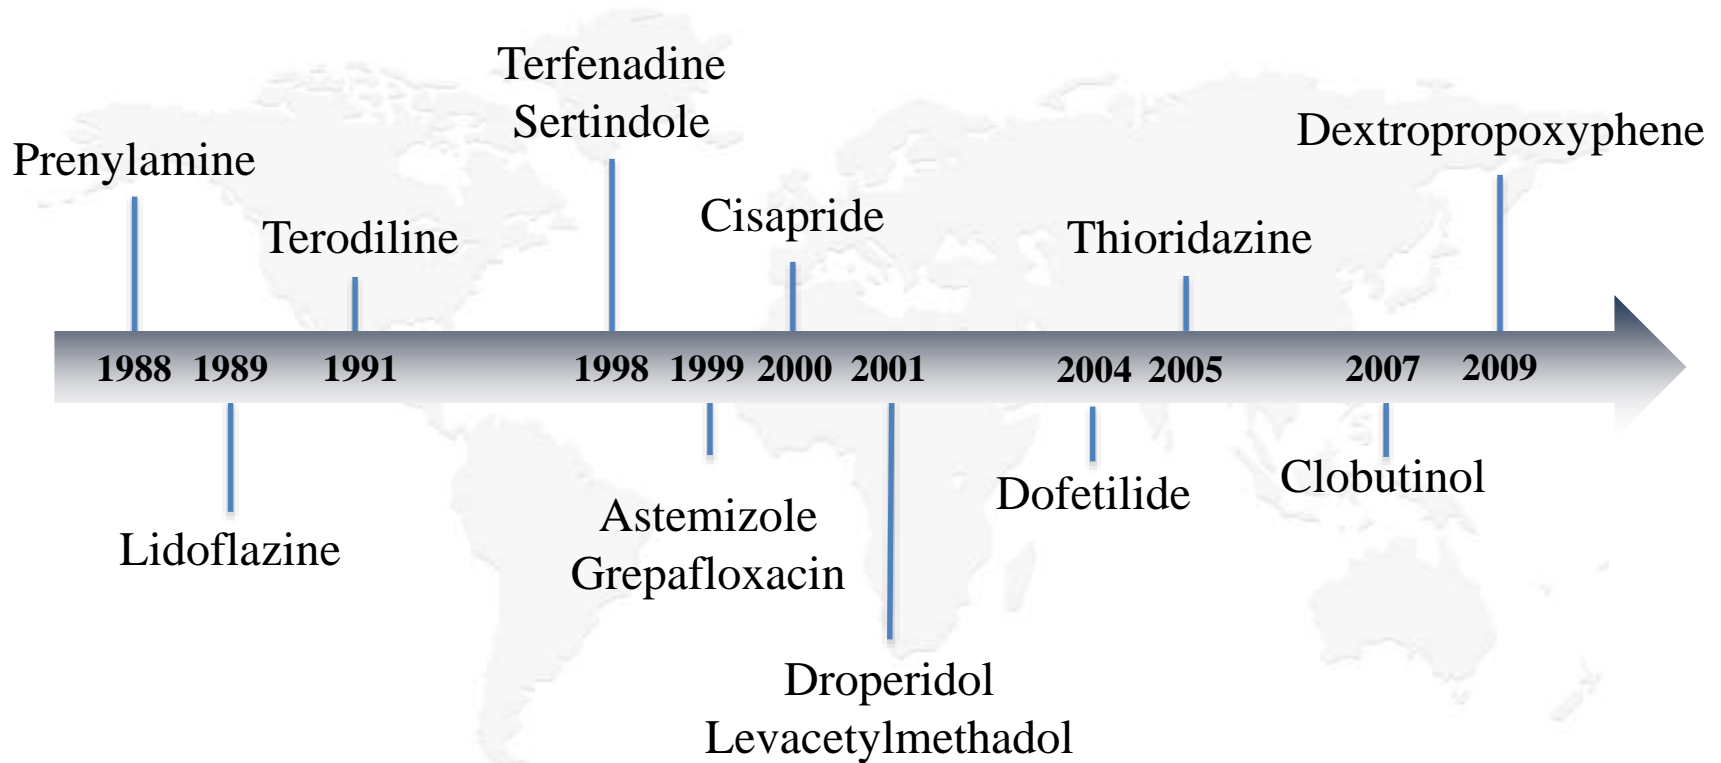 Terfenadine
Sertindole
Prenylamine
Dextropropoxyphene
Terodiline
Cisapride
Thioridazine
1988 1989 1991 1998 1999 2000 2001 2004 2005 2007 2009
Lidoflazine
Astemizole
Grepafloxacin
Dofetilide
Clobutinol
Droperidol
Levacetylmethadol